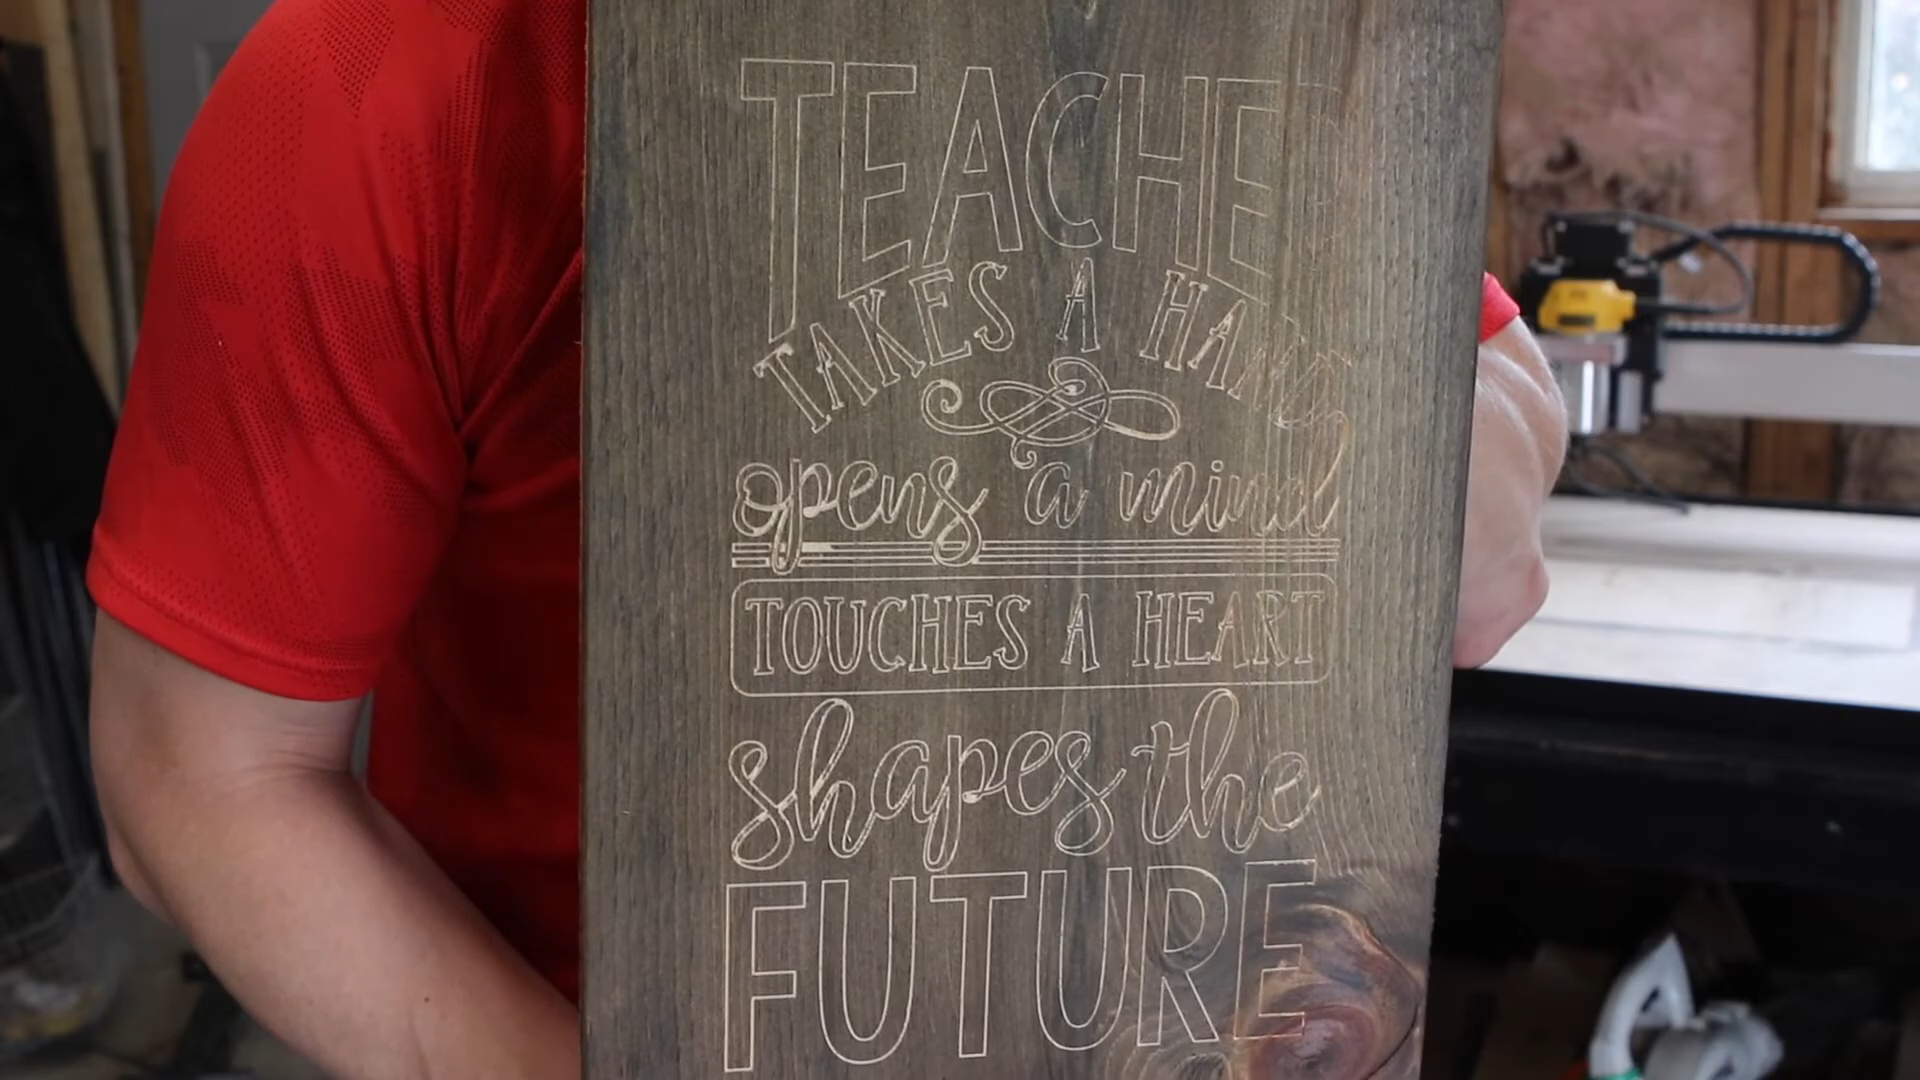 TEACHER
TAKES A HAND
opens a mind
TOUCHES A HEART
shapes the
FUTURE